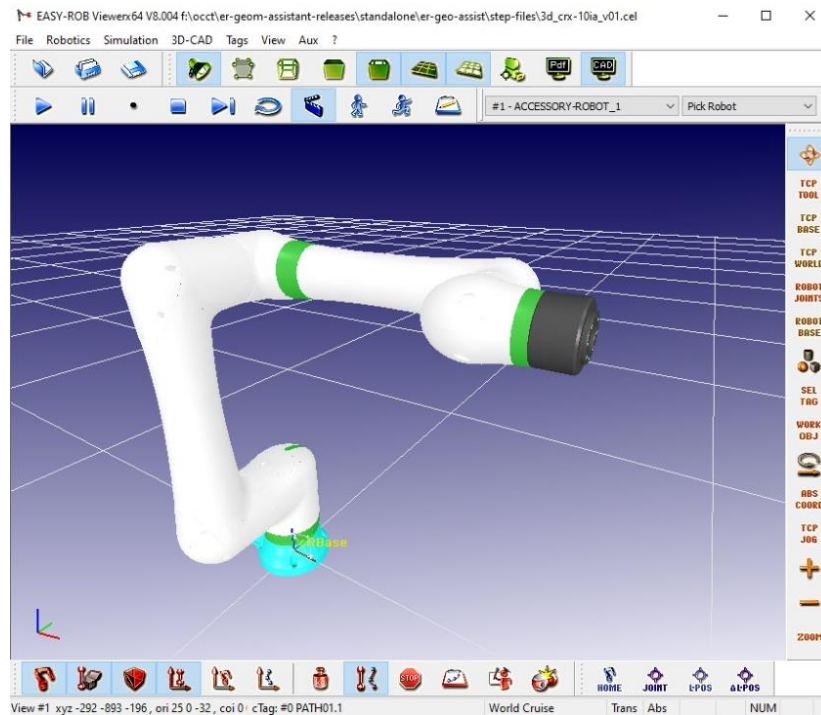 EASY-ROB Viewerx64 V8.004 f:\occt\er-geom-assistant-releases\standalone\er-geo-assist\step-files\3d_crx-10ia_v01.cel
File Robotics Simulation 3D-CAD Tags View Aux ?
Pdf CAD
#1 - ACCESSORY-ROBOT_1 Pick Robot
TCP
TOOL
TCP
BASE
TCP
WORLD
ROBOT
JOINTS
ROBOT
BASE
SEL
TAG
WORK
OBJ
ABS
COORD
TCP
JOG
ZOOM
RBase
STOP
HOME JOINT L-POS ΔL-POS
View #1 xyz -292 -893 -196 , ori 25 0 -32 , coi 0 cTag: #0 PATH01.1 World Cruise Trans Abs NUM